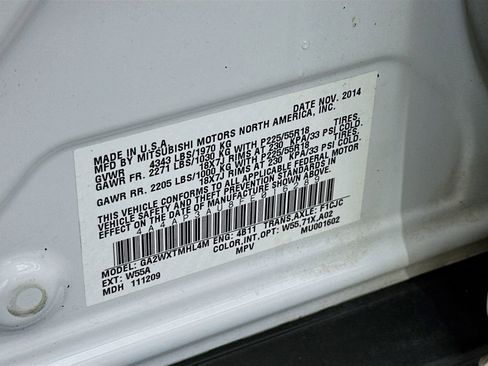 DATE NOV. 2014
MADE IN U.S.A.
MFD BY MITSUBISHI MOTORS NORTH AMERICA, INC.
GVWR 4343 LBS/1970 KG
GAWR FR. 2271 LBS/1030 KG WITH P225/55R18 TIRES,
18X7J RIMS AT 230 KPA/33 PSI COLD.
GAWR RR. 2205 LBS/1000 KG WITH P225/55R18 TIRES,
18X7J RIMS AT 230 KPA/33 PSI COLD.
THIS VEHICLE CONFORMS TO ALL APPLICABLE FEDERAL MOTOR
VEHICLE SAFETY AND THEFT PREVENTION STANDARDS IN
EFFECT ON THE DATE OF MANUFACTURE SHOWN ABOVE.
MODEL: GA2WXTMHL4M ENG: 4B11 TRANS,AXLE: F1CJC
EXT: W55A COLOR,INT,OPT: W55,71X,A02
MDH 111209 MPV MU001602